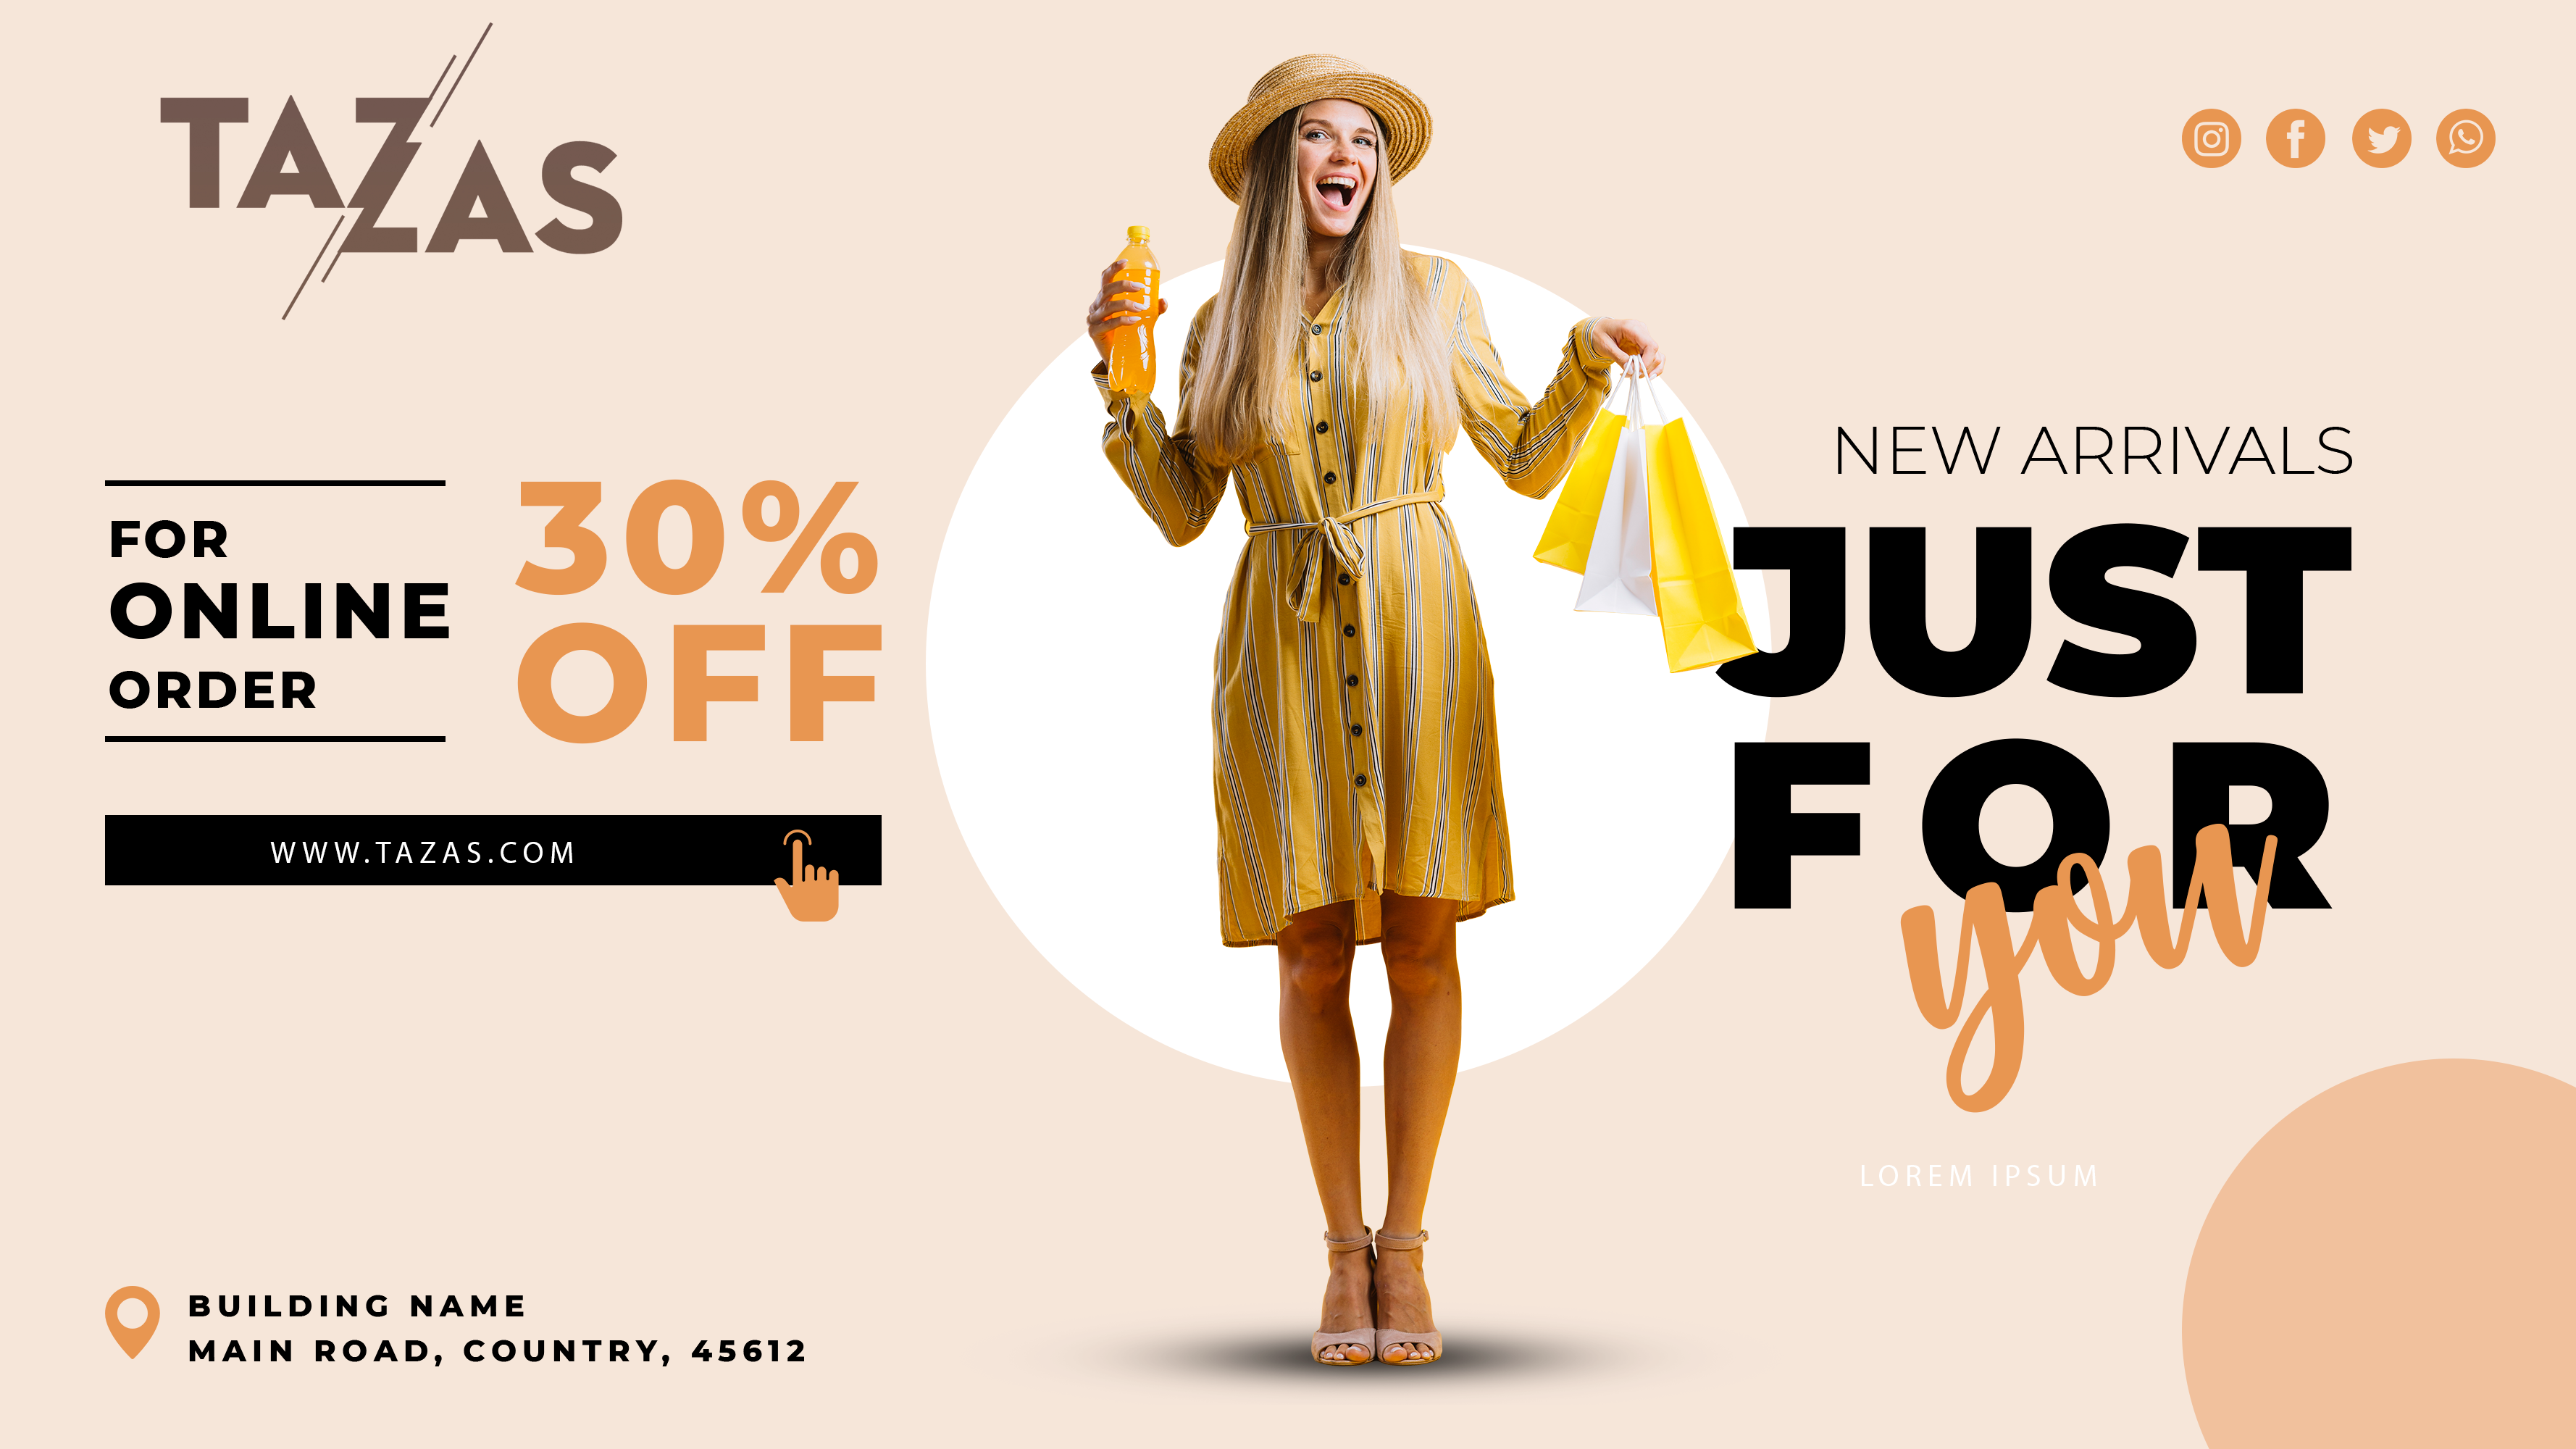 TAZZAS
FOR
ONLINE
ORDER
30%
OFF
WWW.TAZAS.COM
NEW ARRIVALS
JUST
FOR
you
LOREM IPSUM
BUILDING NAME
MAIN ROAD, COUNTRY, 45612